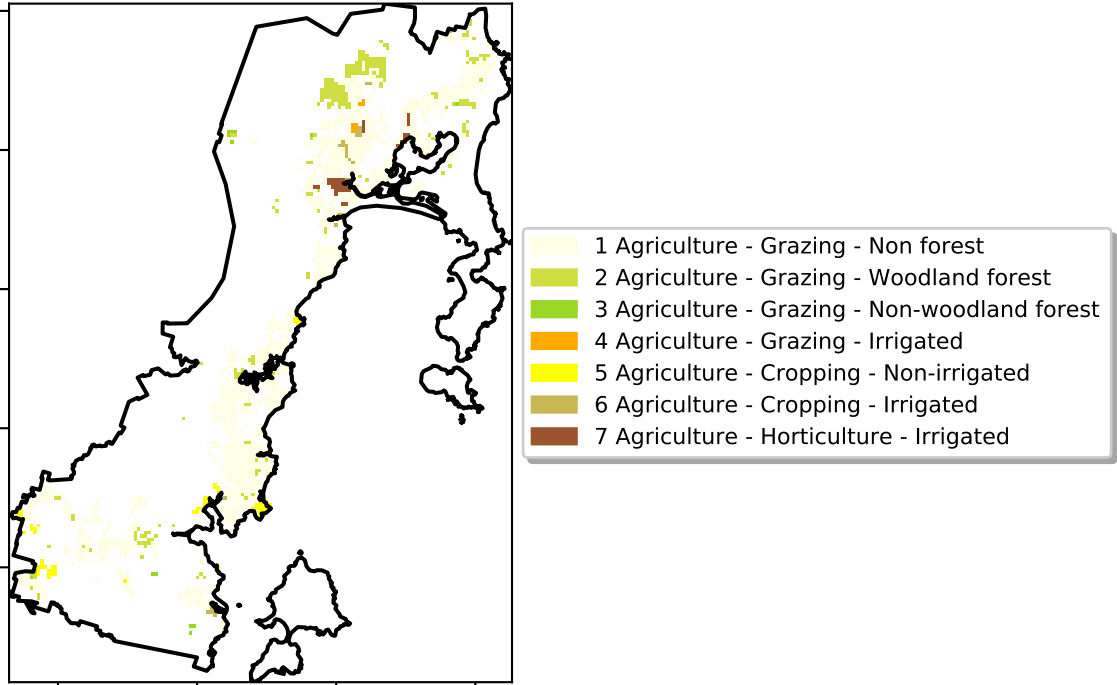 1 Agriculture - Grazing - Non forest
2 Agriculture - Grazing - Woodland forest
3 Agriculture - Grazing - Non-woodland forest
4 Agriculture - Grazing - Irrigated
5 Agriculture - Cropping - Non-irrigated
6 Agriculture - Cropping - Irrigated
7 Agriculture - Horticulture - Irrigated